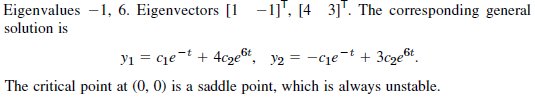 Eigenvalues −1, 6. Eigenvectors [1 −1]ᵀ, [4 3]ᵀ. The corresponding general
solution is
y₁ = c₁e⁻ᵗ + 4c₂e⁶ᵗ, y₂ = −c₁e⁻ᵗ + 3c₂e⁶ᵗ.
The critical point at (0, 0) is a saddle point, which is always unstable.